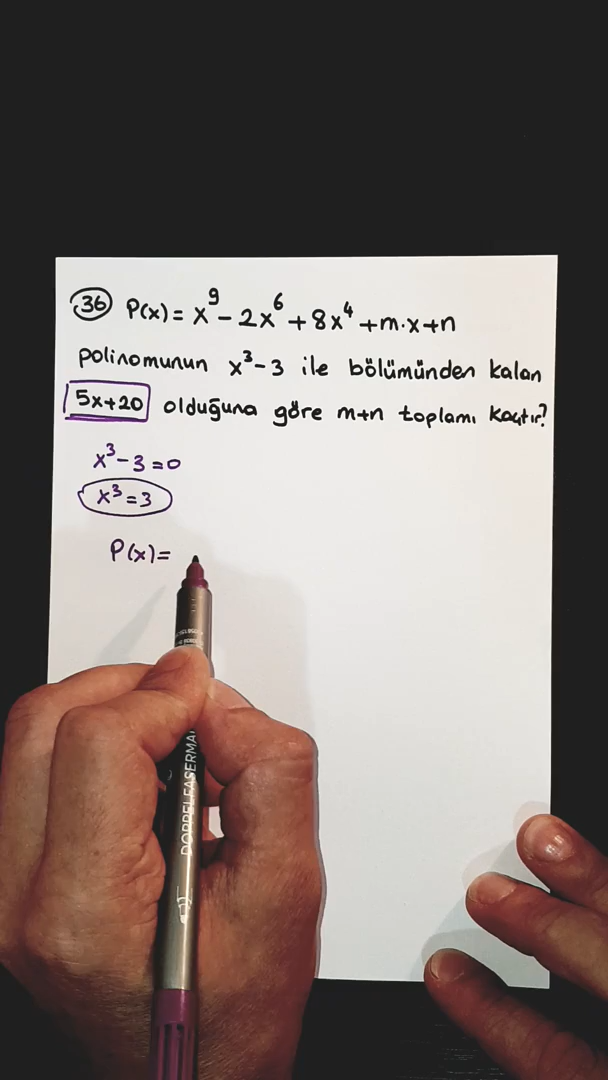 36 P(x) = x⁹ - 2x⁶ + 8x⁴ + m·x+n
polinomunun x³-3 ile bölümünden kalan
5x+20 olduğuna göre m+n toplamı kaçtır?
x³-3=0
x³=3
P(x)=